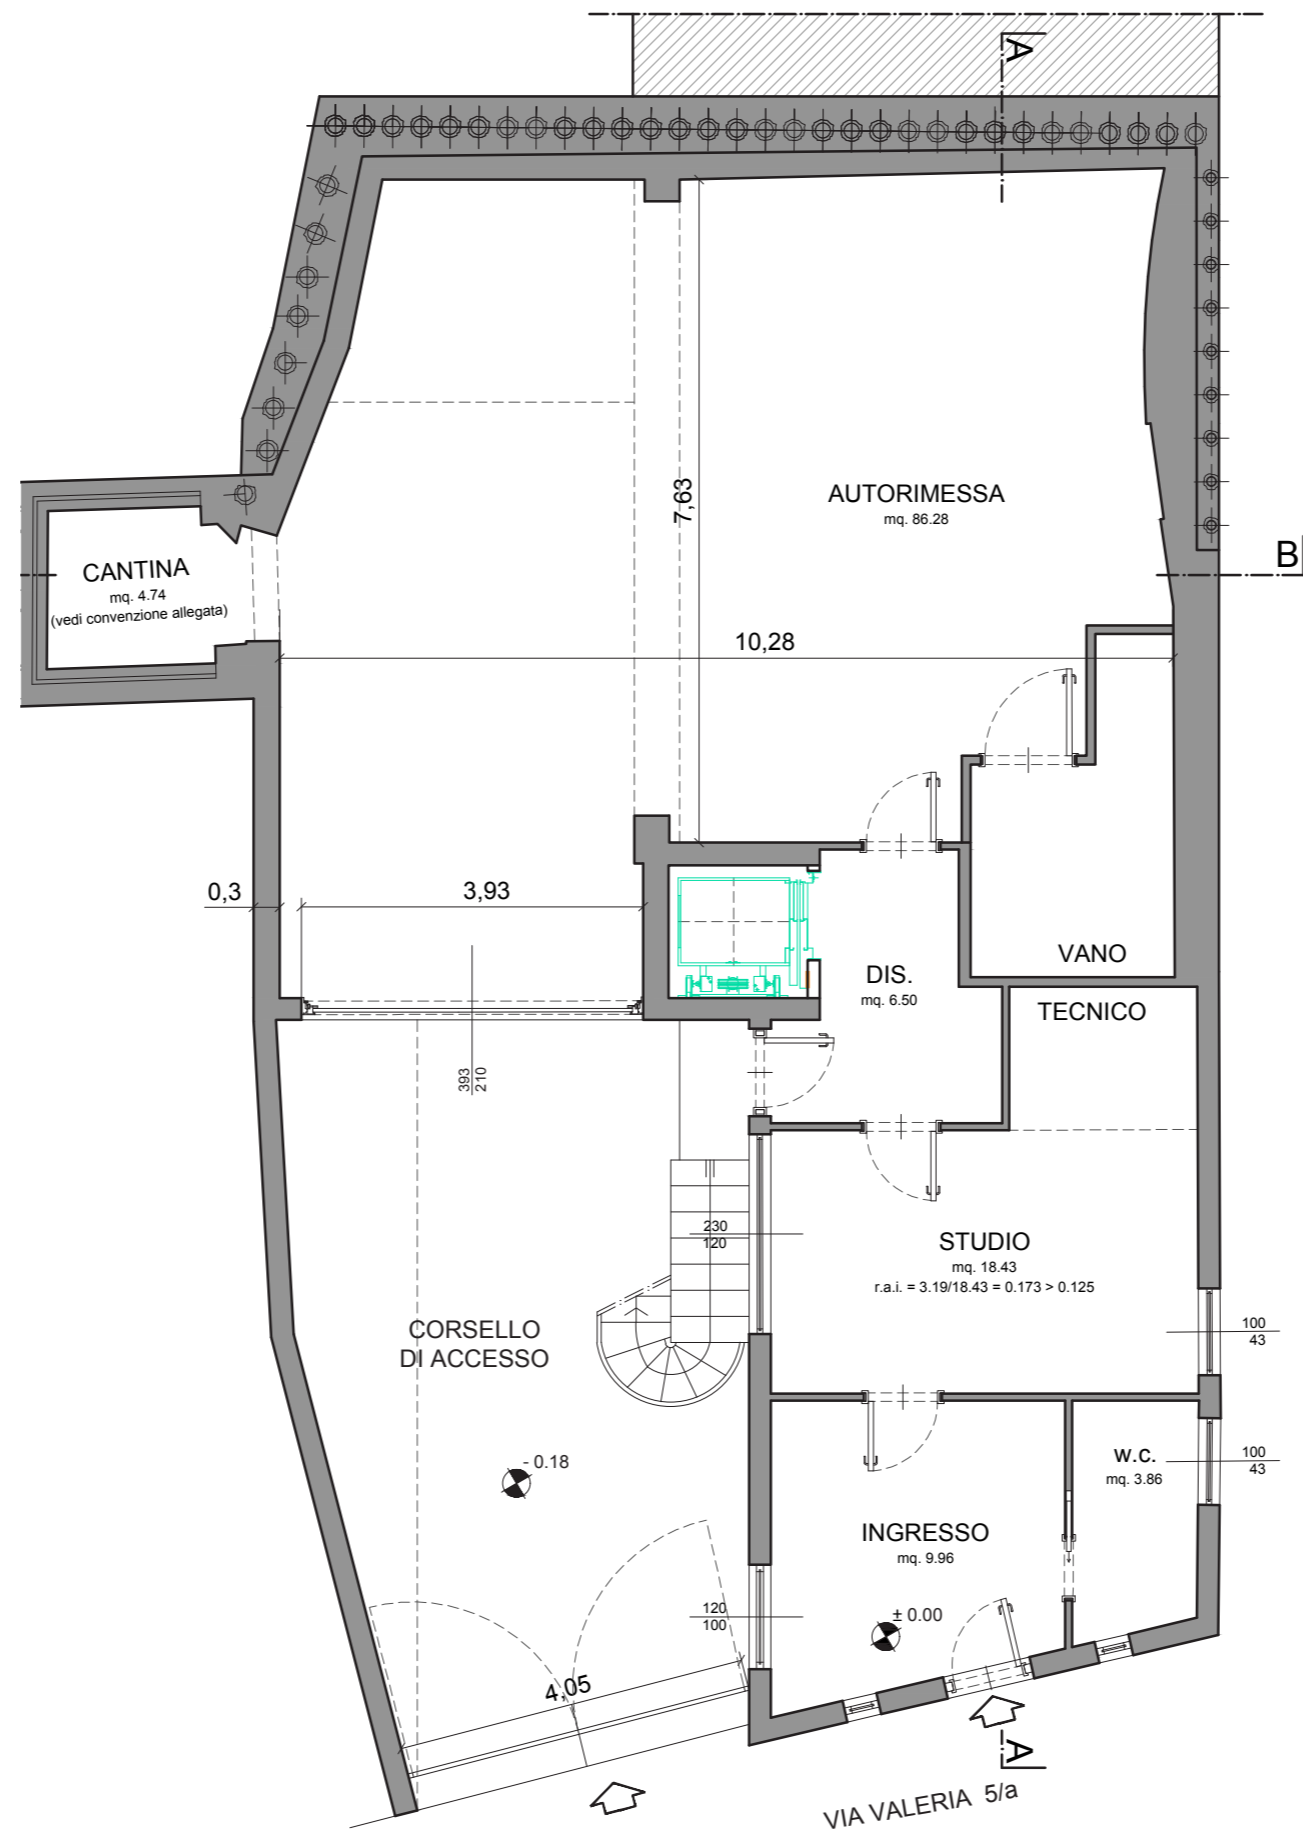 A
7,63
AUTORIMESSA
mq. 86.28
B
CANTINA
mq. 4.74
(vedi convenzione allegata)
10,28
0,3
3,93
DIS.
mq. 6.50
VANO
TECNICO
393
210
230
120
STUDIO
mq. 18.43
r.a.i. = 3.19/18.43 = 0.173 > 0.125
100
43
CORSELLO
DI ACCESSO
- 0.18
w.c.
mq. 3.86
100
43
INGRESSO
mq. 9.96
± 0.00
120
100
4,05
A
VIA VALERIA 5/a